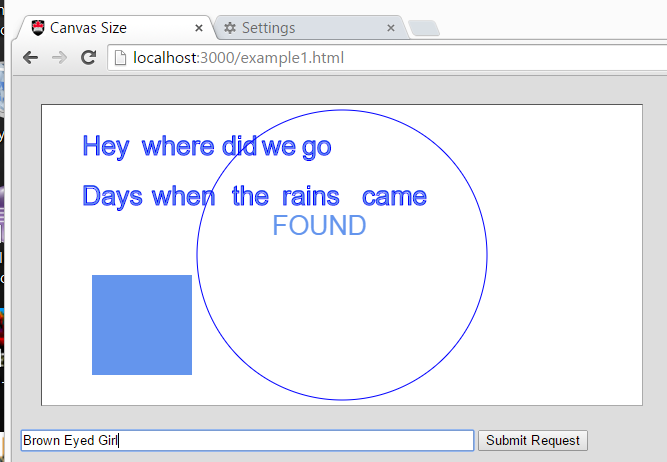 Canvas Size
Settings
localhost:3000/example1.html
Hey where did we go
Days when the rains came
FOUND
Brown Eyed Girl
Submit Request